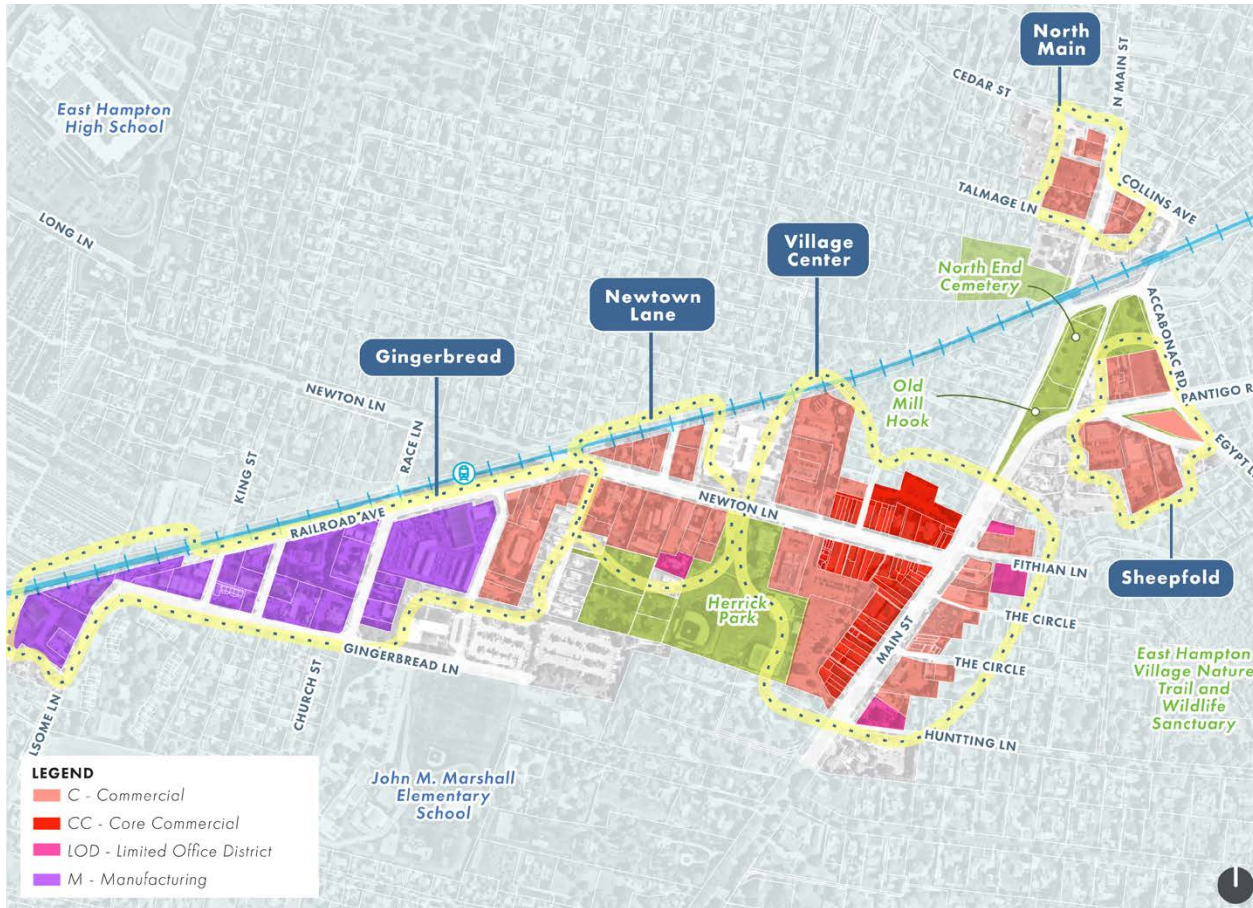 North
Main
CEDAR ST
N MAIN ST
East Hampton
High School
TALMAGE LN
COLLINS AVE
LONG LN
Village
Center
North End
Cemetery
Newtown
Lane
ACCABONAC RD
Gingerbread
PANTIGO R
Old
Mill
Hook
NEWTON LN
RACE LN
EGYPT L
KING ST
RAILROAD AVE
NEWTON LN
FITHIAN LN
Sheepfold
Herrick
Park
THE CIRCLE
MAIN ST
THE CIRCLE
GINGERBREAD LN
East Hampton
Village Nature
Trail and
Wildlife
Sanctuary
CHURCH ST
LSOME LN
HUNTTING LN
John M. Marshall
Elementary
School
LEGEND
C - Commercial
CC - Core Commercial
LOD - Limited Office District
M - Manufacturing